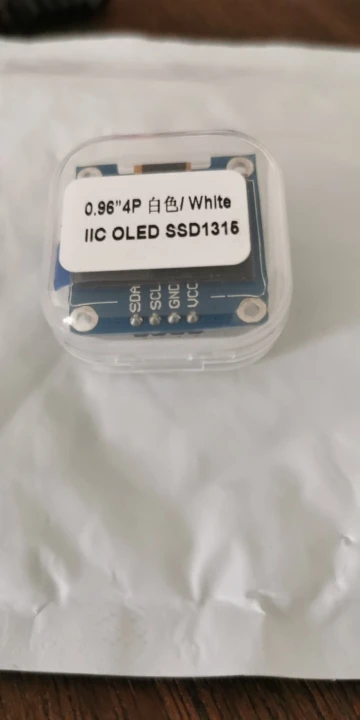 0.96"4P 白色/ White
IIC OLED SSD1315
SDA
SCL
GND
VCC